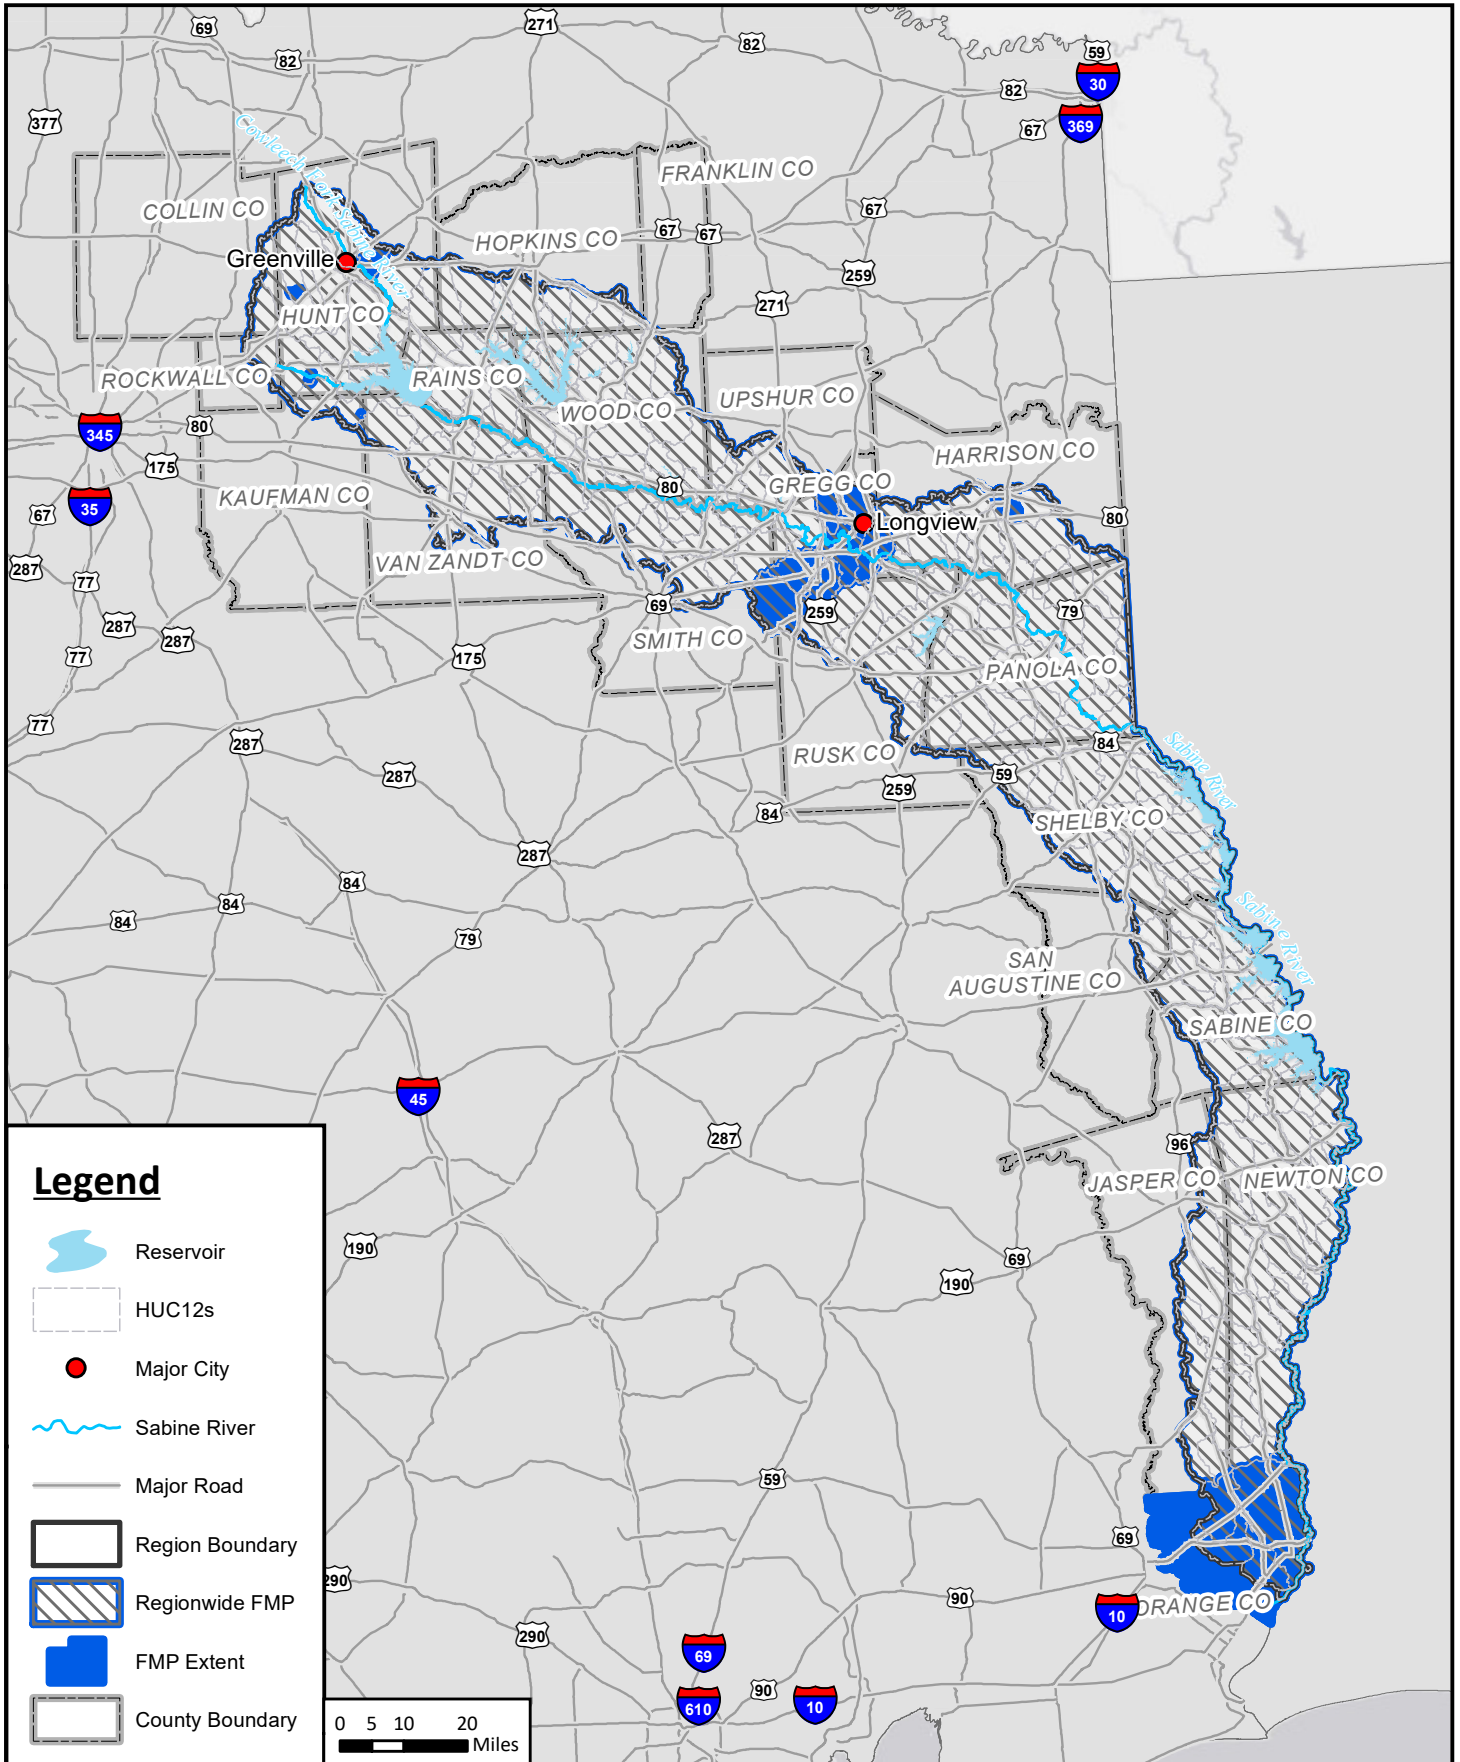 69
271
82
82
59
30
82
377
369
67
Cowleech Fork Sabine River
FRANKLIN CO
COLLIN CO
67
67
67
HOPKINS CO
Greenville
259
271
HUNT CO
ROCKWALL CO
RAINS CO
UPSHUR CO
WOOD CO
80
345
HARRISON CO
175
GREGG CO
80
KAUFMAN CO
35
67
Longview
80
VAN ZANDT CO
287
77
69
259
79
287
287
SMITH CO
77
175
PANOLA CO
77
287
84
Sabine River
RUSK CO
287
59
259
84
SHELBY CO
287
84
84
84
Sabine River
79
SAN
AUGUSTINE CO
SABINE CO
45
287
96
JASPER CO
NEWTON CO
190
69
190
59
69
290
90
10
ORANGE CO
290
69
90
610
10
Legend
Reservoir
HUC12s
Major City
Sabine River
Major Road
Region Boundary
Regionwide FMP
FMP Extent
County Boundary
0 5 10 20
Miles